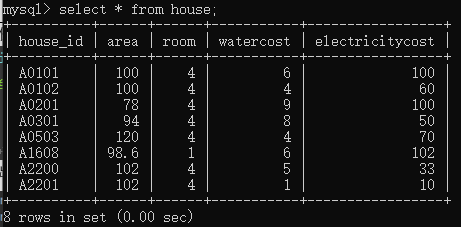 mysql> select * from house;
+----------+------+------+-----------+-----------------+
| house_id | area | room | watercost | electricitycost |
+----------+------+------+-----------+-----------------+
| A0101    |  100 |    4 |         6 |             100 |
| A0102    |  100 |    4 |         4 |              60 |
| A0201    |   78 |    4 |         9 |             100 |
| A0301    |   94 |    4 |         8 |              50 |
| A0503    |  120 |    4 |         4 |              70 |
| A1608    | 98.6 |    1 |         6 |             102 |
| A2200    |  102 |    4 |         5 |              33 |
| A2201    |  102 |    4 |         1 |              10 |
+----------+------+------+-----------+-----------------+
8 rows in set (0.00 sec)